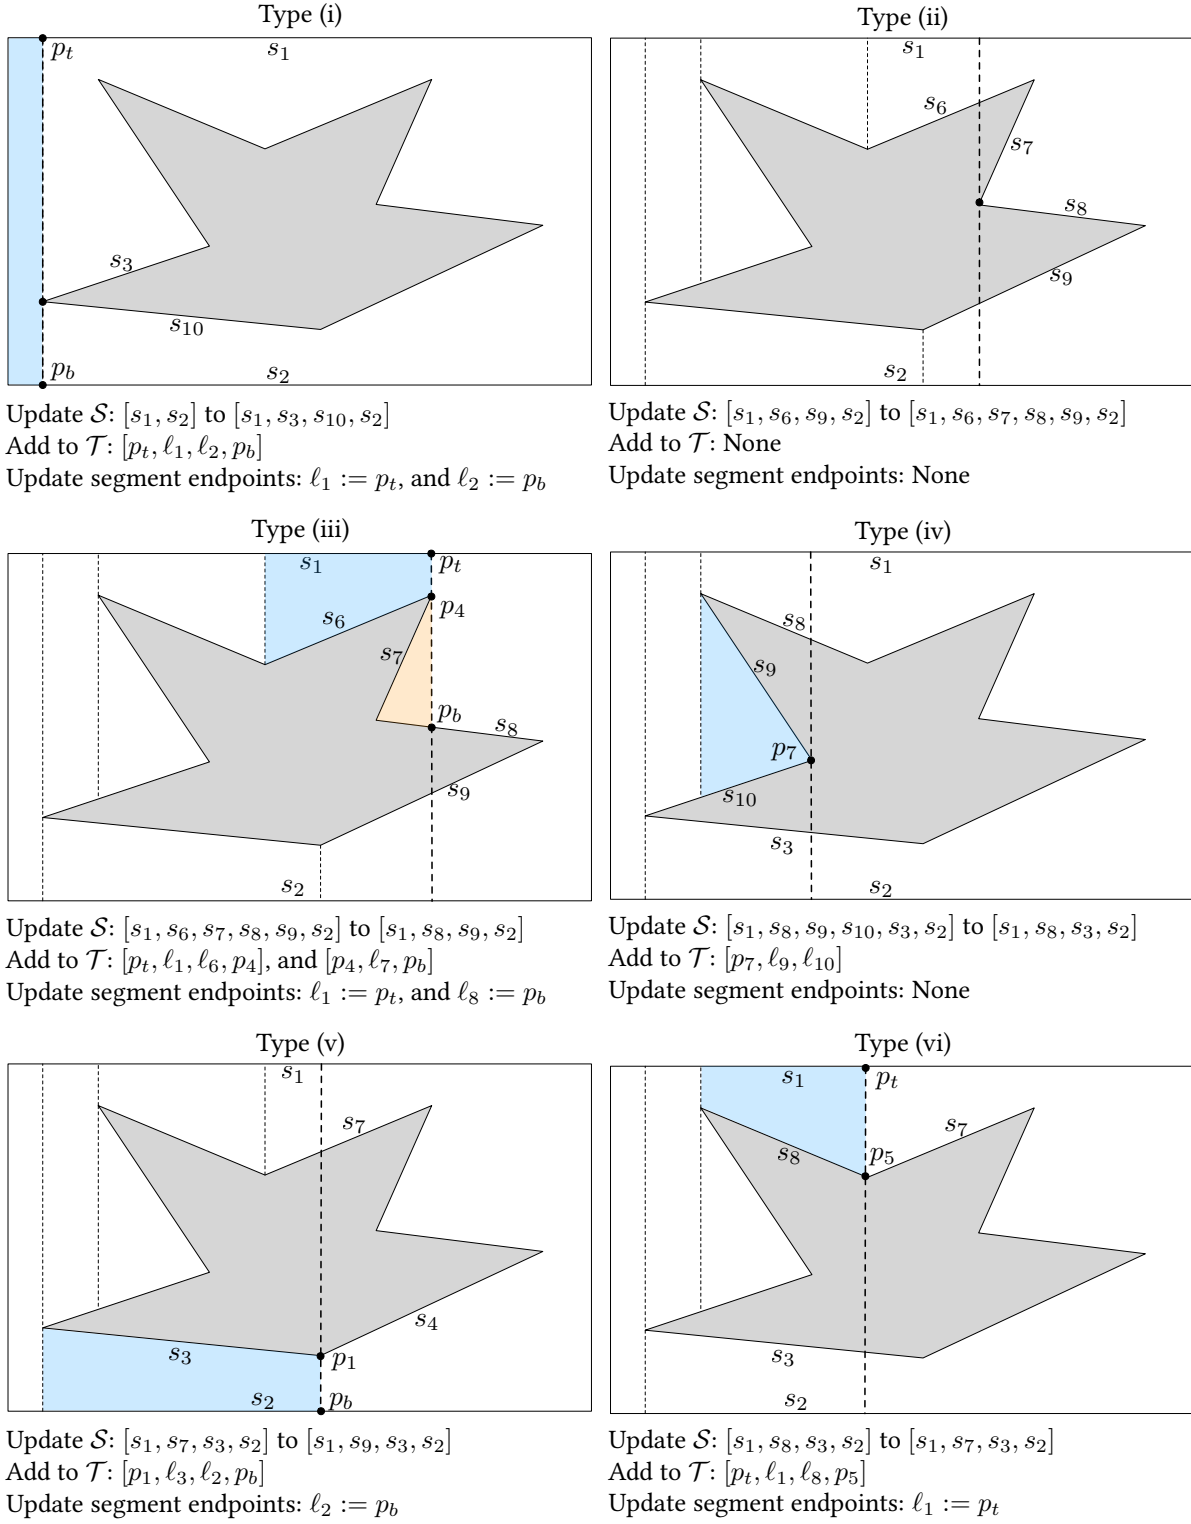 Type (i)
p_t
s_1
s_3
s_10
p_b
s_2
Update 𝒮: [s_1, s_2] to [s_1, s_3, s_10, s_2]
Add to 𝒯: [p_t, ℓ_1, ℓ_2, p_b]
Update segment endpoints: ℓ_1 := p_t, and ℓ_2 := p_b
Type (ii)
s_1
s_6
s_7
s_8
s_9
s_2
Update 𝒮: [s_1, s_6, s_9, s_2] to [s_1, s_6, s_7, s_8, s_9, s_2]
Add to 𝒯: None
Update segment endpoints: None
Type (iii)
s_1
p_t
p_4
s_6
s_7
p_b
s_8
s_9
s_2
Update 𝒮: [s_1, s_6, s_7, s_8, s_9, s_2] to [s_1, s_8, s_9, s_2]
Add to 𝒯: [p_t, ℓ_1, ℓ_6, p_4], and [p_4, ℓ_7, p_b]
Update segment endpoints: ℓ_1 := p_t, and ℓ_8 := p_b
Type (iv)
s_1
s_8
s_9
p_7
s_10
s_3
s_2
Update 𝒮: [s_1, s_8, s_9, s_10, s_3, s_2] to [s_1, s_8, s_3, s_2]
Add to 𝒯: [p_7, ℓ_9, ℓ_10]
Update segment endpoints: None
Type (v)
s_1
s_7
s_4
s_3
p_1
s_2
p_b
Update 𝒮: [s_1, s_7, s_3, s_2] to [s_1, s_9, s_3, s_2]
Add to 𝒯: [p_1, ℓ_3, ℓ_2, p_b]
Update segment endpoints: ℓ_2 := p_b
Type (vi)
s_1
p_t
s_7
s_8
p_5
s_3
s_2
Update 𝒮: [s_1, s_8, s_3, s_2] to [s_1, s_7, s_3, s_2]
Add to 𝒯: [p_t, ℓ_1, ℓ_8, p_5]
Update segment endpoints: ℓ_1 := p_t